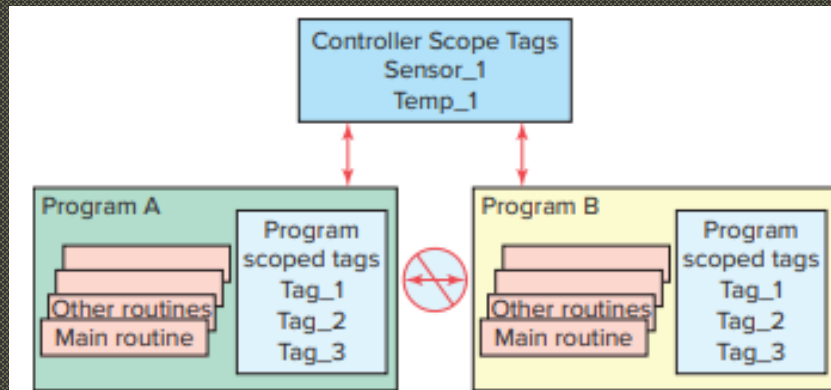 Controller Scope Tags
Sensor_1
Temp_1
Program A
Program
scoped tags
Tag_1
Tag_2
Tag_3
Other routines
Main routine
Program B
Program
scoped tags
Tag_1
Tag_2
Tag_3
Other routines
Main routine